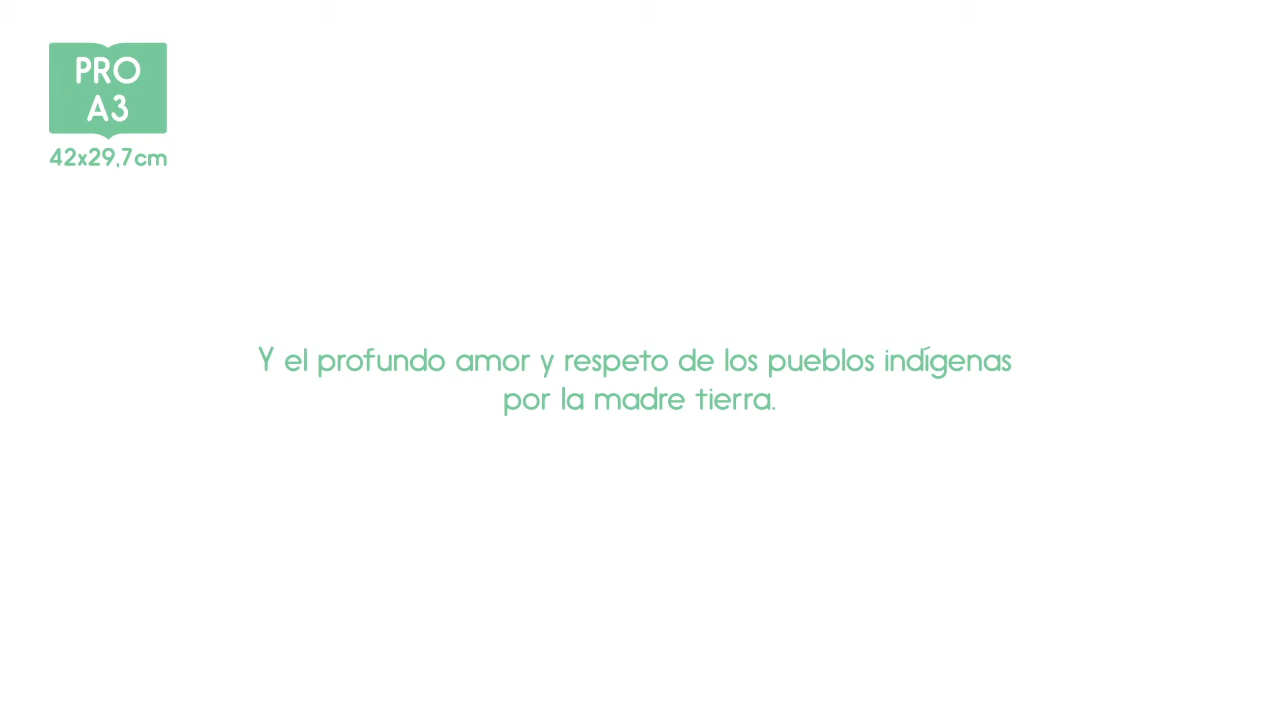 PRO
A3
42x29,7cm
Y el profundo amor y respeto de los pueblos indígenas
por la madre tierra.